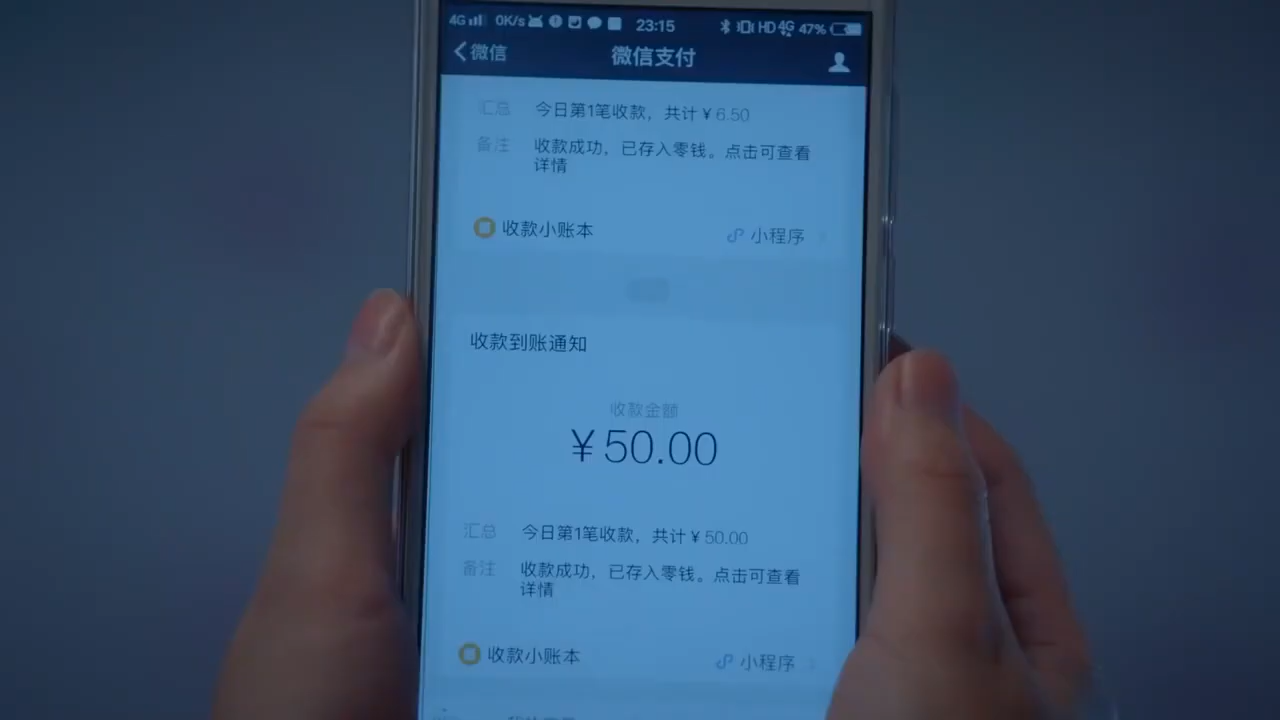 4G 0K/s 23:15 HD 4G 47%
微信 微信支付
汇总 今日第1笔收款，共计￥6.50
备注 收款成功，已存入零钱。点击可查看
详情
收款小账本 小程序
收款到账通知
收款金额
￥50.00
汇总 今日第1笔收款，共计￥50.00
备注 收款成功，已存入零钱。点击可查看
详情
收款小账本 小程序